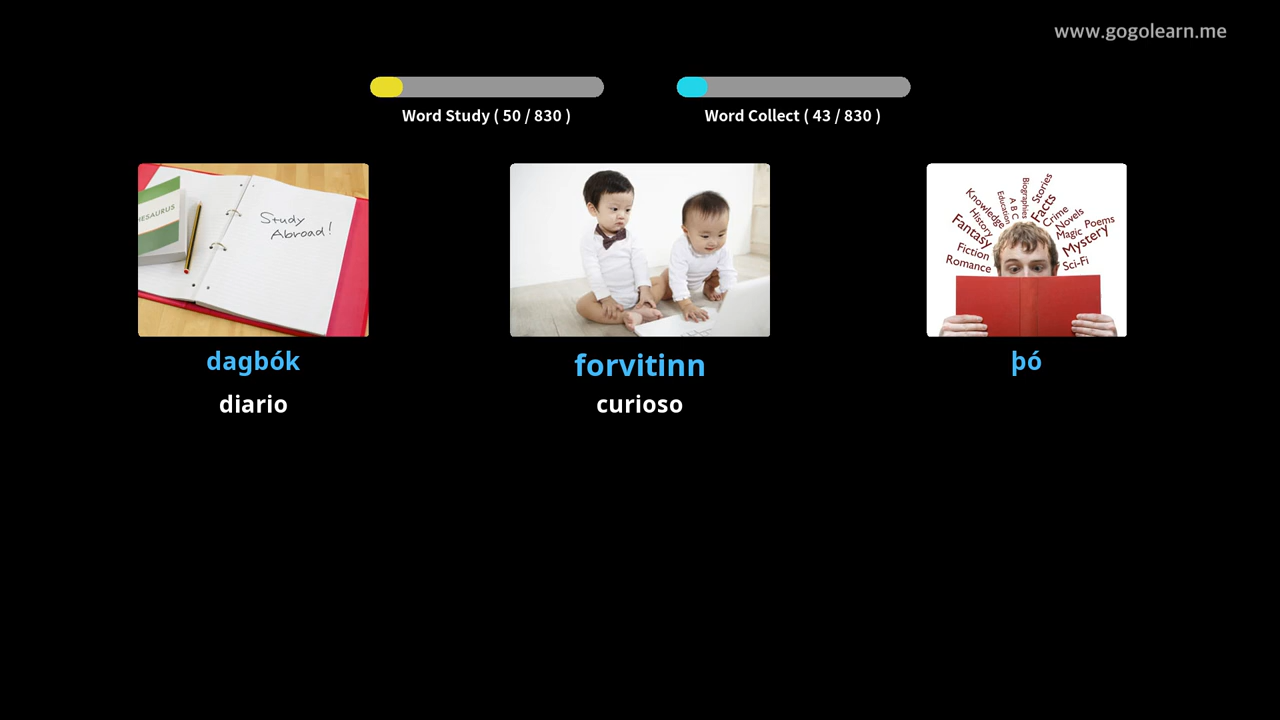 www.gogolearn.me
Word Study ( 50 / 830 )
Word Collect ( 43 / 830 )
HESAURUS
Study
Abroad!
Knowledge
History
Fantasy
Fiction
Romance
Education
A B C
Biographies
Stories
Facts
Crime
Novels
Magic
Poems
Mystery
Sci-Fi
dagbók
forvitinn
þó
diario
curioso